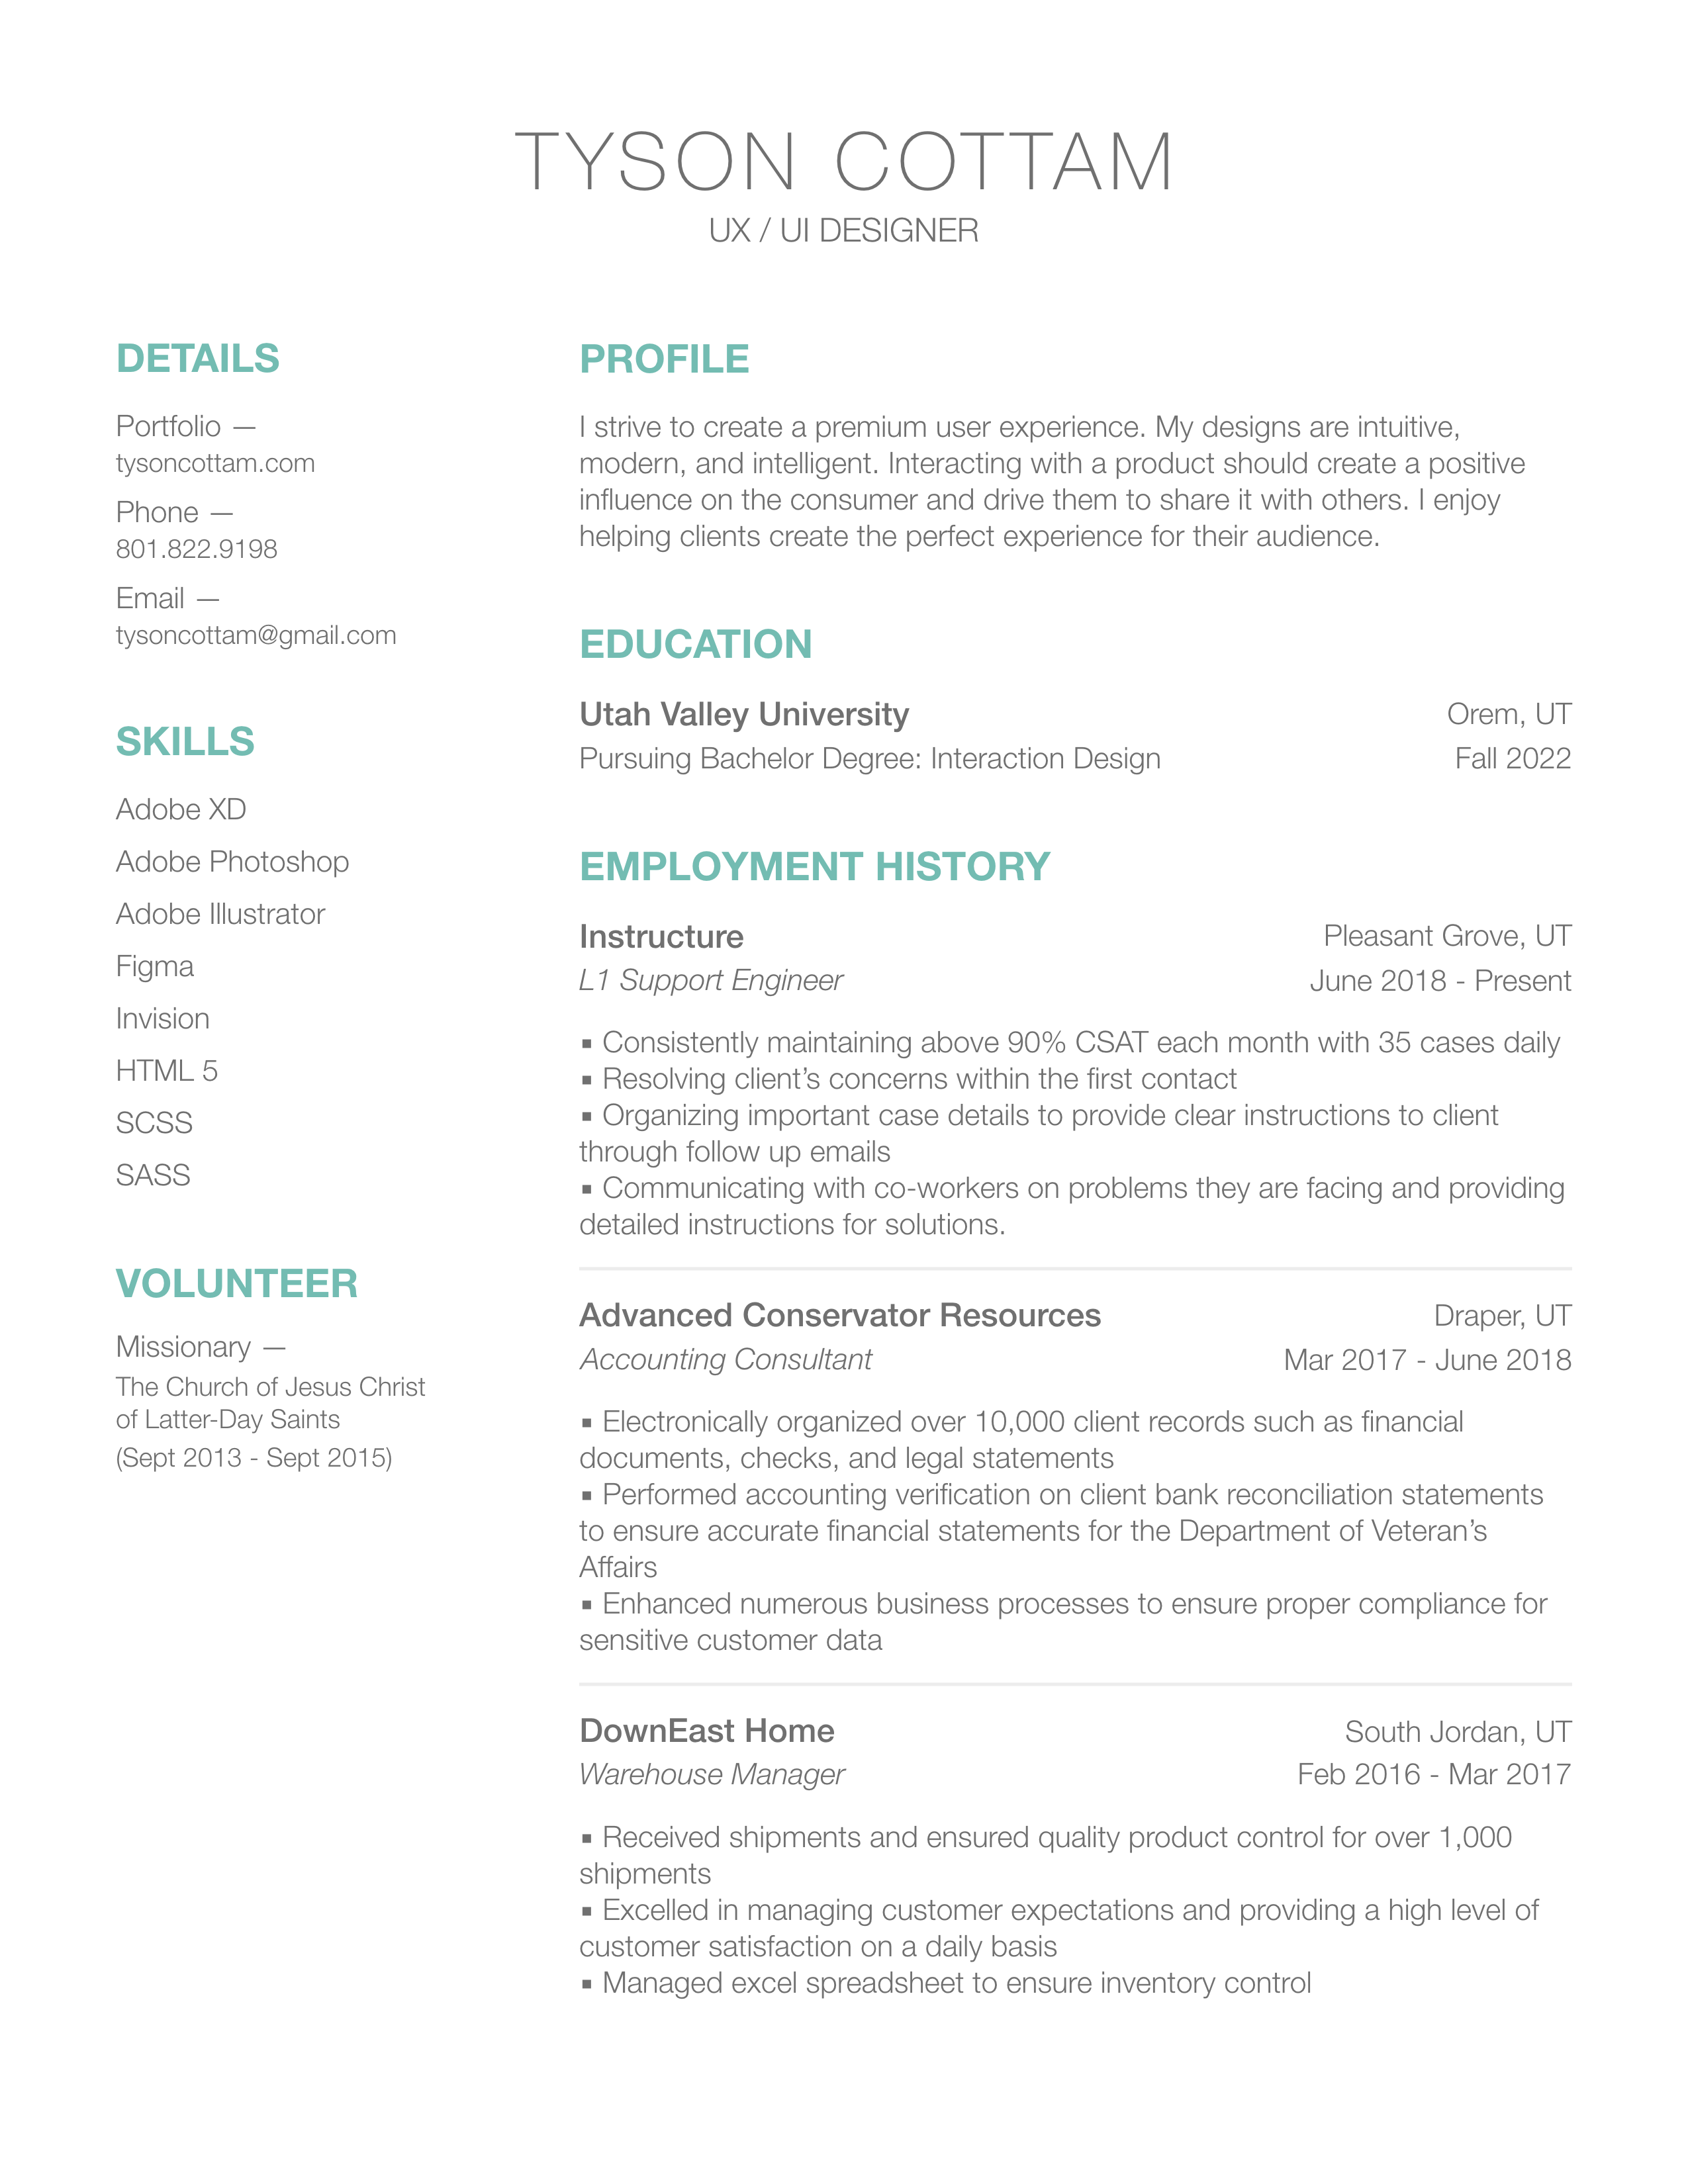 TYSON COTTAM
UX / UI DESIGNER
DETAILS
Portfolio —
tysoncottam.com
Phone —
801.822.9198
Email —
tysoncottam@gmail.com
SKILLS
Adobe XD
Adobe Photoshop
Adobe Illustrator
Figma
Invision
HTML 5
SCSS
SASS
VOLUNTEER
Missionary —
The Church of Jesus Christ
of Latter-Day Saints
(Sept 2013 - Sept 2015)
PROFILE
I strive to create a premium user experience. My designs are intuitive,
modern, and intelligent. Interacting with a product should create a positive
influence on the consumer and drive them to share it with others. I enjoy
helping clients create the perfect experience for their audience.
EDUCATION
Utah Valley University Orem, UT
Pursuing Bachelor Degree: Interaction Design Fall 2022
EMPLOYMENT HISTORY
Instructure Pleasant Grove, UT
L1 Support Engineer June 2018 - Present
▪ Consistently maintaining above 90% CSAT each month with 35 cases daily
▪ Resolving client’s concerns within the first contact
▪ Organizing important case details to provide clear instructions to client
through follow up emails
▪ Communicating with co-workers on problems they are facing and providing
detailed instructions for solutions.
Advanced Conservator Resources Draper, UT
Accounting Consultant Mar 2017 - June 2018
▪ Electronically organized over 10,000 client records such as financial
documents, checks, and legal statements
▪ Performed accounting verification on client bank reconciliation statements
to ensure accurate financial statements for the Department of Veteran’s
Affairs
▪ Enhanced numerous business processes to ensure proper compliance for
sensitive customer data
DownEast Home South Jordan, UT
Warehouse Manager Feb 2016 - Mar 2017
▪ Received shipments and ensured quality product control for over 1,000
shipments
▪ Excelled in managing customer expectations and providing a high level of
customer satisfaction on a daily basis
▪ Managed excel spreadsheet to ensure inventory control